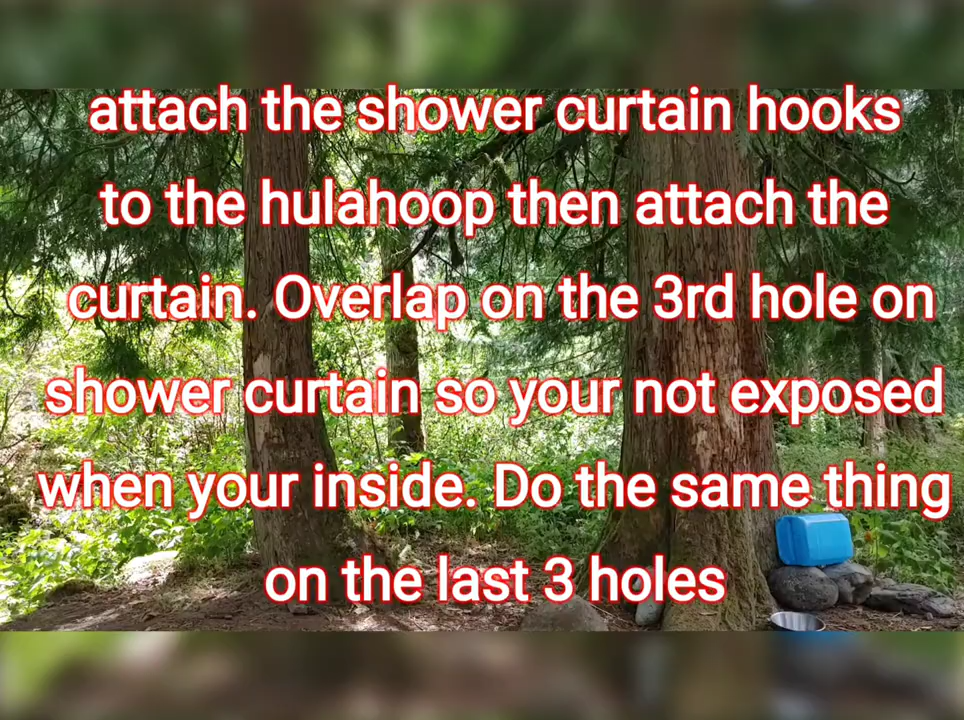 attach the shower curtain hooks
to the hulahoop then attach the
curtain. Overlap on the 3rd hole on
shower curtain so your not exposed
when your inside. Do the same thing
on the last 3 holes